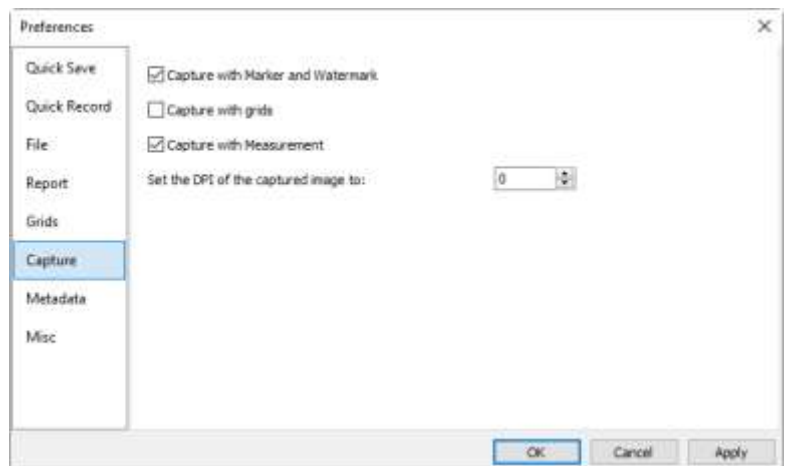 Preferences
Quick Save
Quick Record
File
Report
Grids
Capture
Metadata
Misc
Capture with Marker and Watermark
Capture with grids
Capture with Measurement
Set the DPI of the captured image to: 0
OK Cancel Apply